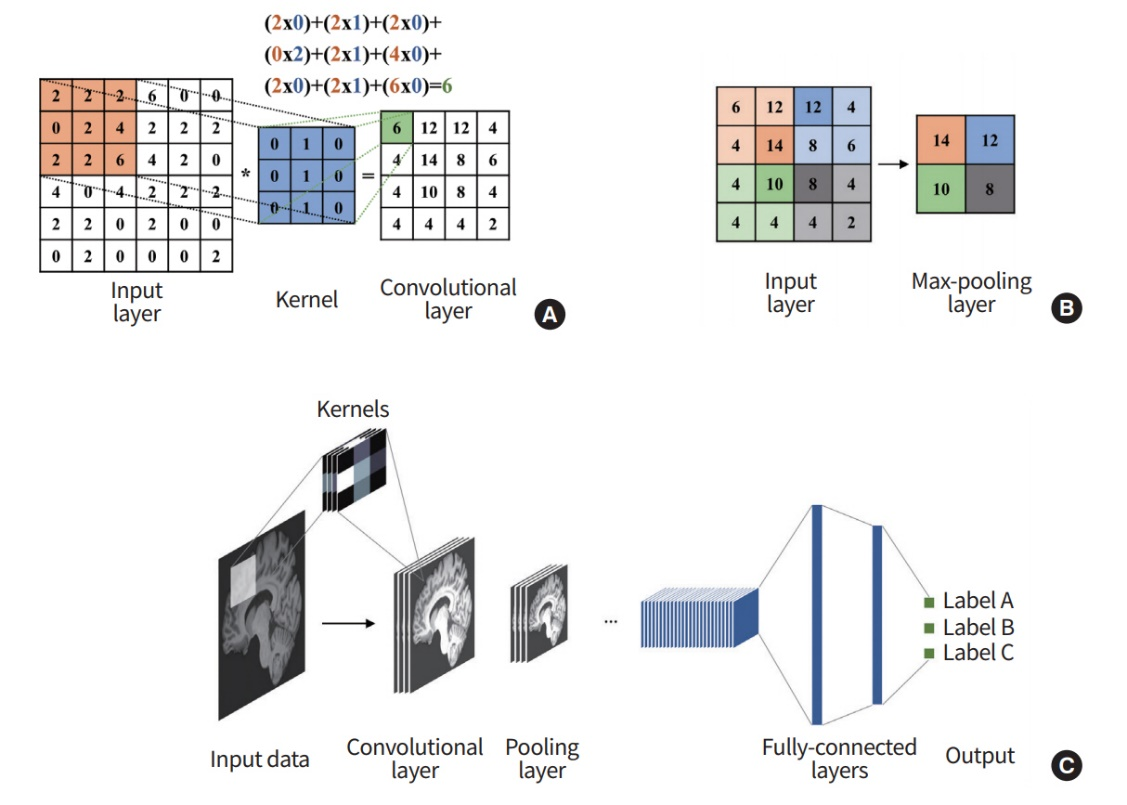 (2x0)+(2x1)+(2x0)+
(0x2)+(2x1)+(4x0)+
(2x0)+(2x1)+(6x0)=6
2 2 2 6 0 0
0 2 4 2 2 2
2 2 6 4 2 0
4 0 4 2 2 2
2 2 0 2 0 0
0 2 0 0 0 2
*
0 1 0
0 1 0
0 1 0
=
6 12 12 4
4 14 8 6
4 10 8 4
4 4 4 2
Input
layer
Kernel
Convolutional
layer
A
6 12 12 4
4 14 8 6
4 10 8 4
4 4 4 2
14 12
10 8
Input
layer
Max-pooling
layer
B
Kernels
...
Label A
Label B
Label C
Input data
Convolutional
layer
Pooling
layer
Fully-connected
layers
Output
C